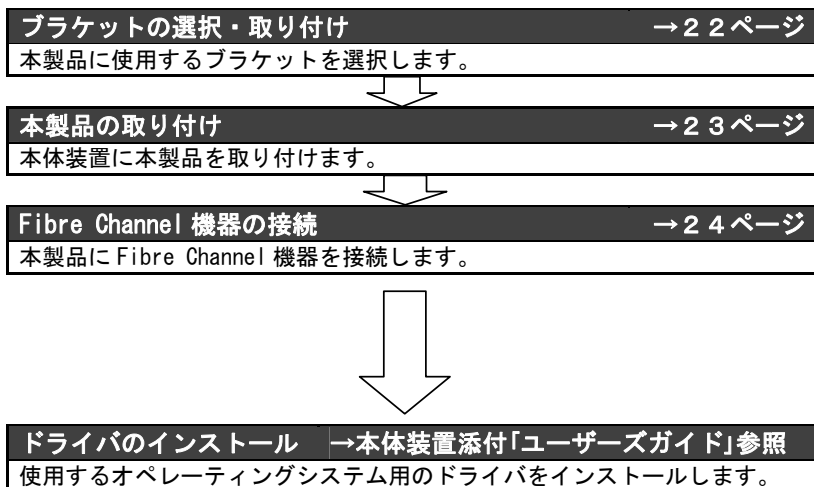 ブラケットの選択・取り付け →２２ページ
本製品に使用するブラケットを選択します。
本製品の取り付け →２３ページ
本体装置に本製品を取り付けます。
Fibre Channel 機器の接続 →２４ページ
本製品に Fibre Channel 機器を接続します。
ドライバのインストール →本体装置添付「ユーザーズガイド」参照
使用するオペレーティングシステム用のドライバをインストールします。